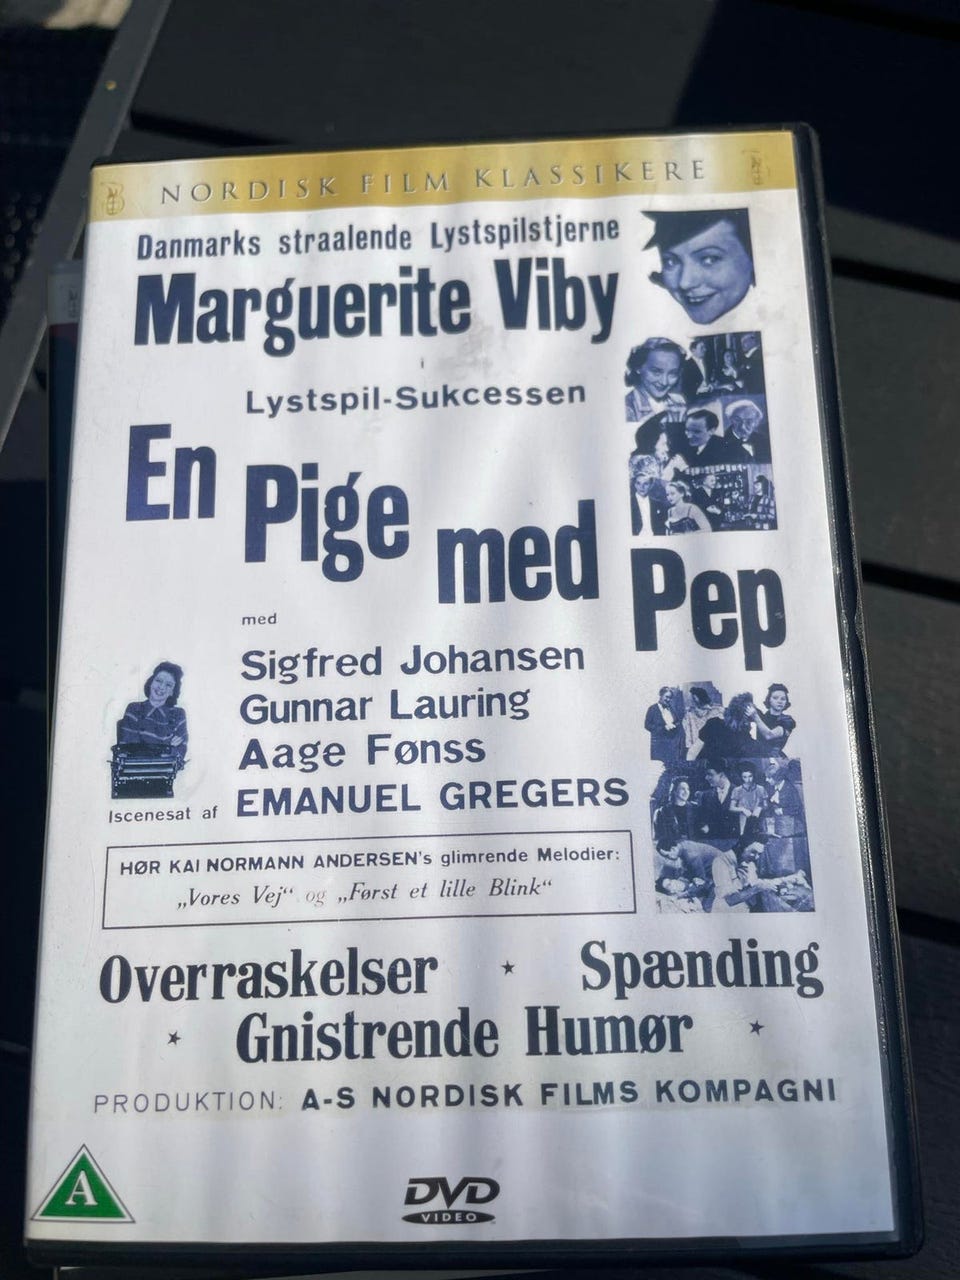 NORDISK FILM KLASSIKERE
Danmarks straalende Lystspilstjerne
Marguerite Viby
Lystspil-Sukcessen
En Pige med Pep
med
Sigfred Johansen
Gunnar Lauring
Aage Fønss
Iscenesat af EMANUEL GREGERS
HØR KAI NORMANN ANDERSEN's glimrende Melodier:
„Vores Vej“ og „Først et lille Blink“
Overraskelser ⋆ Spænding
⋆ Gnistrende Humør ⋆
PRODUKTION: A-S NORDISK FILMS KOMPAGNI
A
DVD
VIDEO